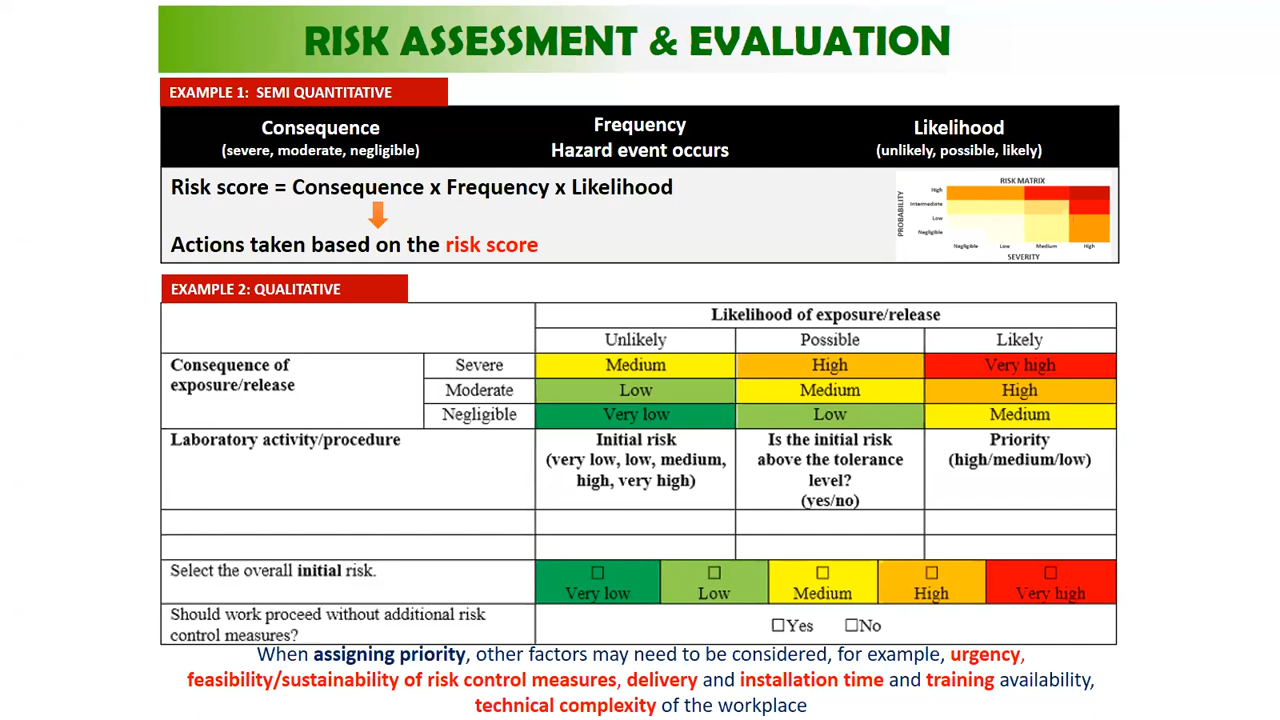 RISK ASSESSMENT & EVALUATION
EXAMPLE 1: SEMI QUANTITATIVE
Consequence
(severe, moderate, negligible)
Frequency
Hazard event occurs
Likelihood
(unlikely, possible, likely)
Risk score = Consequence x Frequency x Likelihood
Actions taken based on the risk score
RISK MATRIX
PROBABILITY
High
Intermediate
Low
Negligible
Negligible Low Medium High
SEVERITY
EXAMPLE 2: QUALITATIVE
Likelihood of exposure/release
Unlikely Possible Likely
Consequence of
exposure/release
Severe Medium High Very high
Moderate Low Medium High
Negligible Very low Low Medium
Laboratory activity/procedure
Initial risk
(very low, low, medium,
high, very high)
Is the initial risk
above the tolerance
level?
(yes/no)
Priority
(high/medium/low)
Select the overall initial risk.
☐ ☐ ☐ ☐ ☐
Very low Low Medium High Very high
Should work proceed without additional risk
control measures?
☐Yes ☐No
When assigning priority, other factors may need to be considered, for example, urgency,
feasibility/sustainability of risk control measures, delivery and installation time and training availability,
technical complexity of the workplace